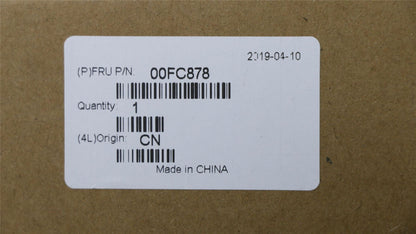 2019-04-10
(P)FRU P/N: 00FC878
Quantity: 1
(4L)Origin: CN
Made in CHINA